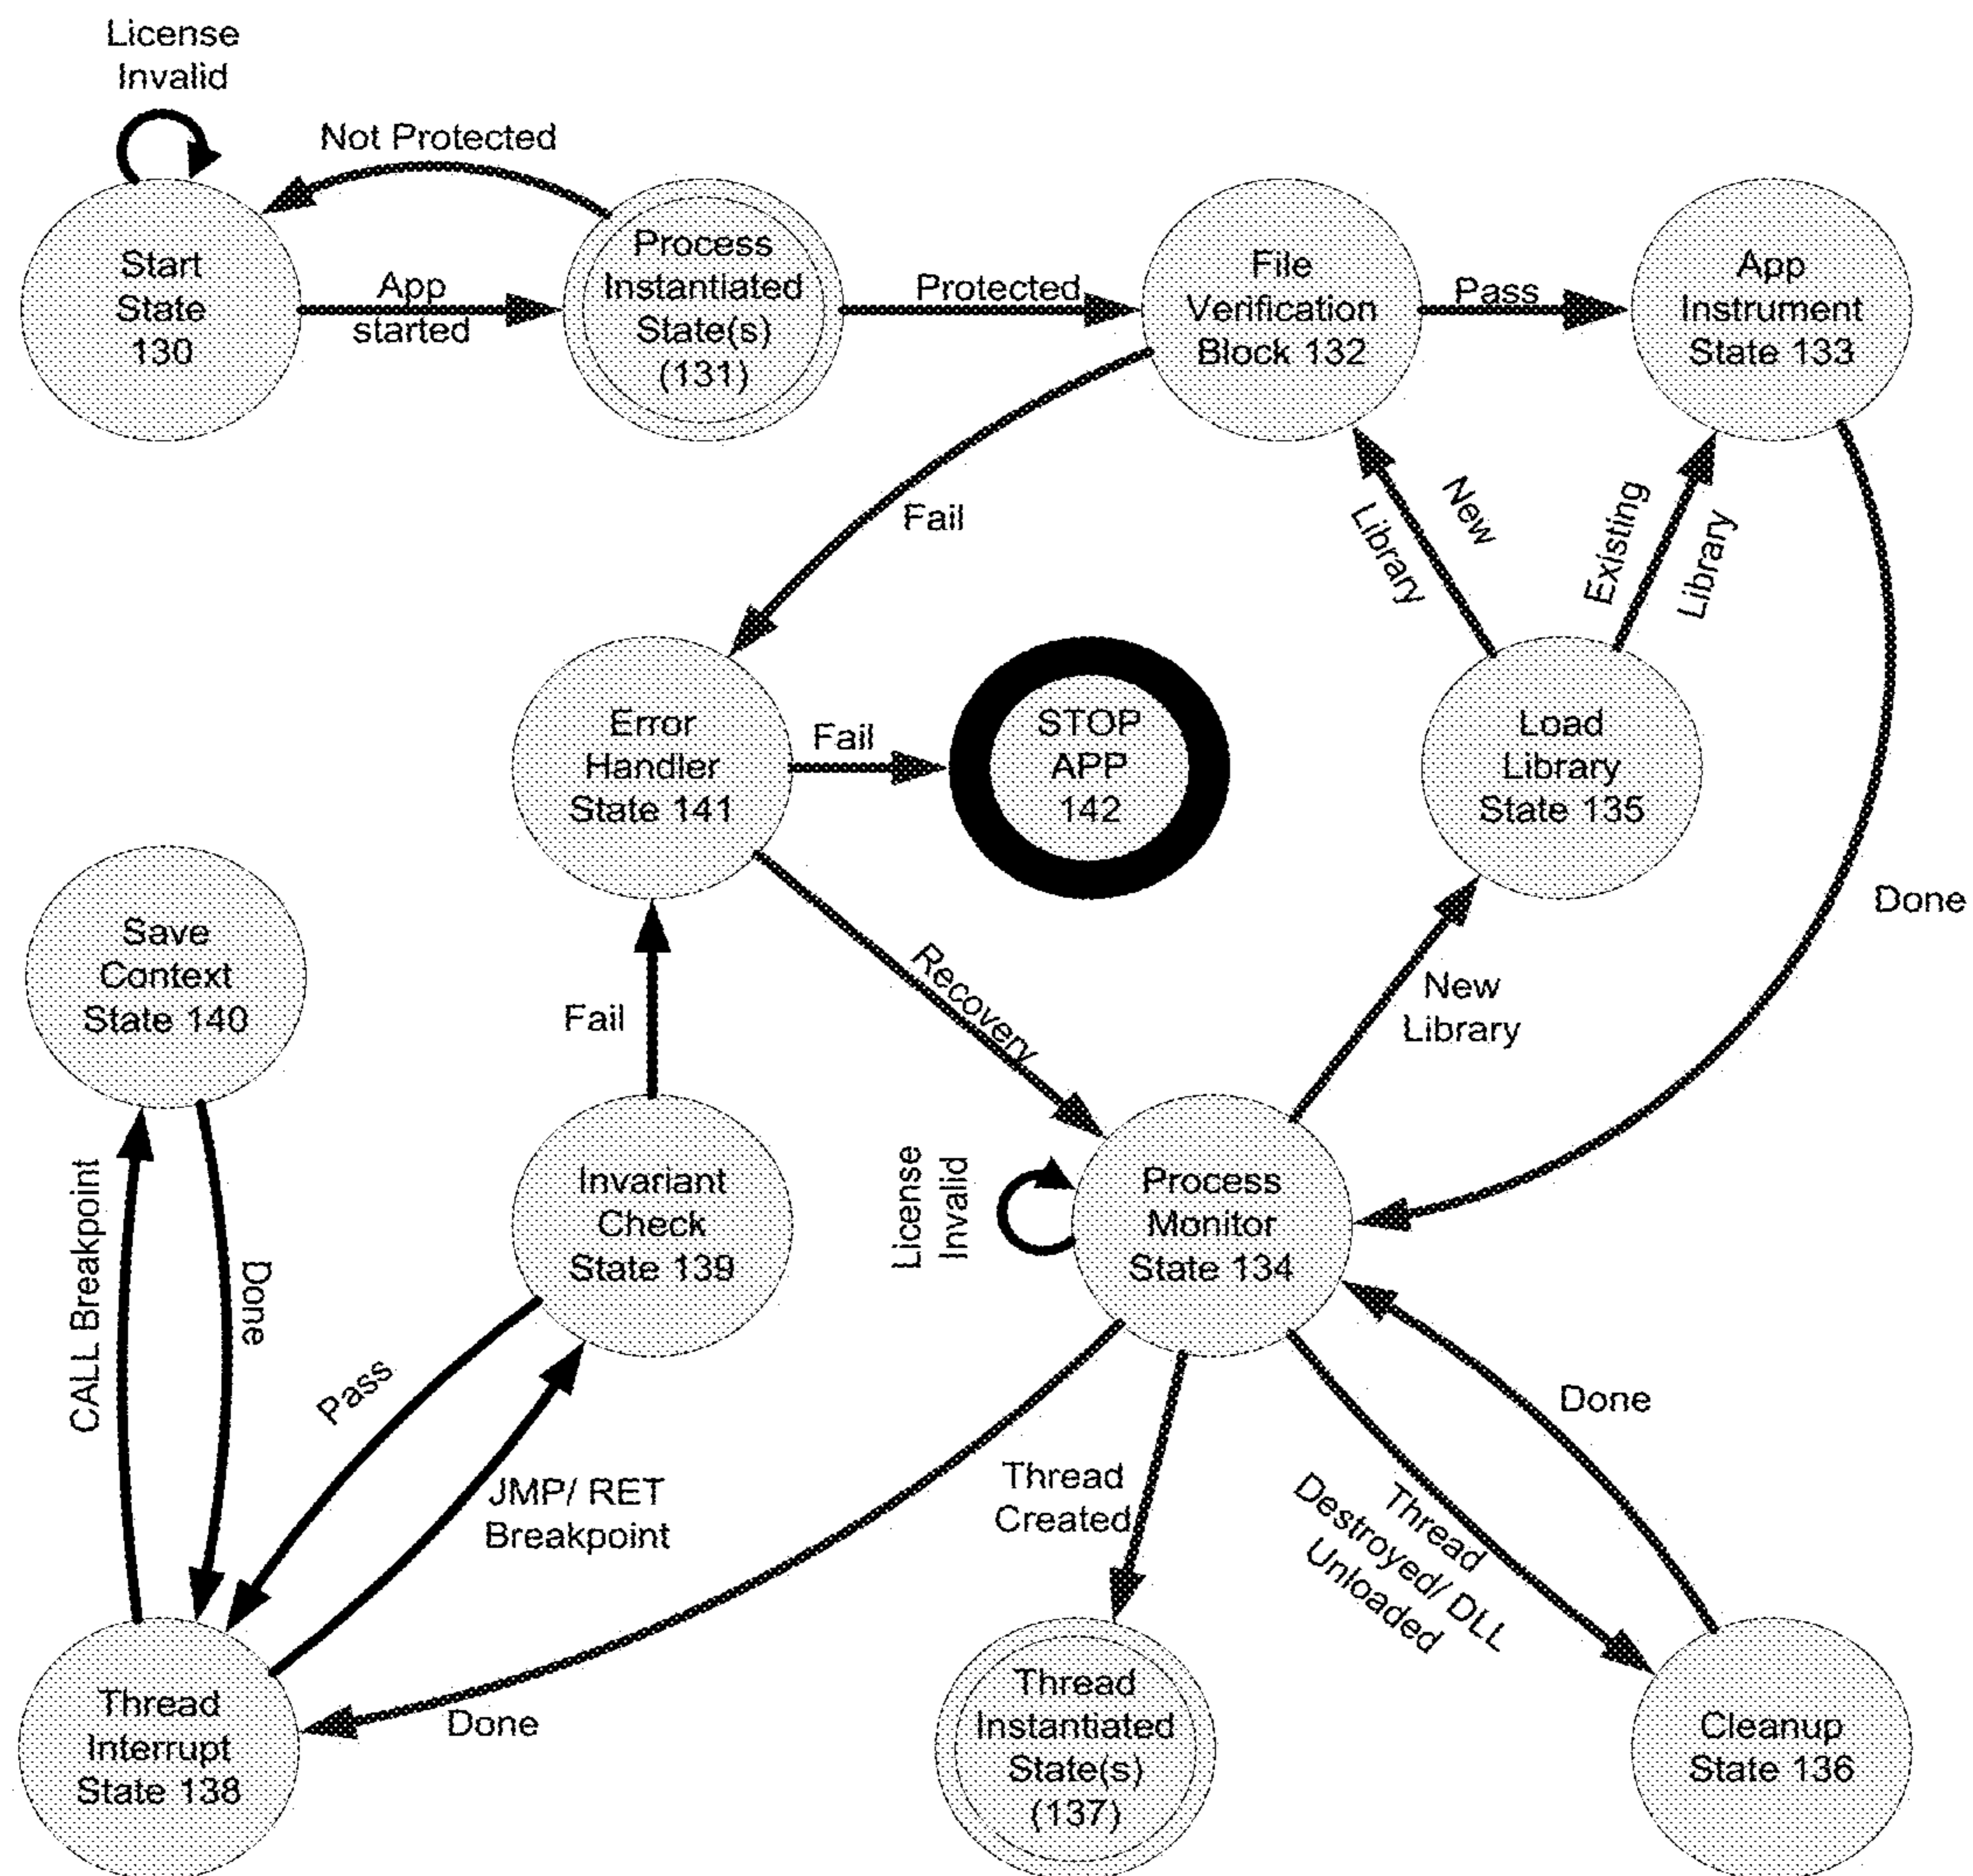 License
Invalid
Not Protected
Start
State
130
App
started
Process
Instantiated
State(s)
(131)
Protected
File
Verification
Block 132
Pass
App
Instrument
State 133
Fail
New
Library
Existing
Library
Error
Handler
State 141
Fail
STOP
APP
142
Load
Library
State 135
Done
Save
Context
State 140
Fail
Recovery
New
Library
CALL Breakpoint
Done
Invariant
Check
State 139
License
Invalid
Process
Monitor
State 134
Pass
JMP/ RET
Breakpoint
Thread
Created
Thread
Destroyed/ DLL
Unloaded
Done
Thread
Interrupt
State 138
Done
Thread
Instantiated
State(s)
(137)
Cleanup
State 136